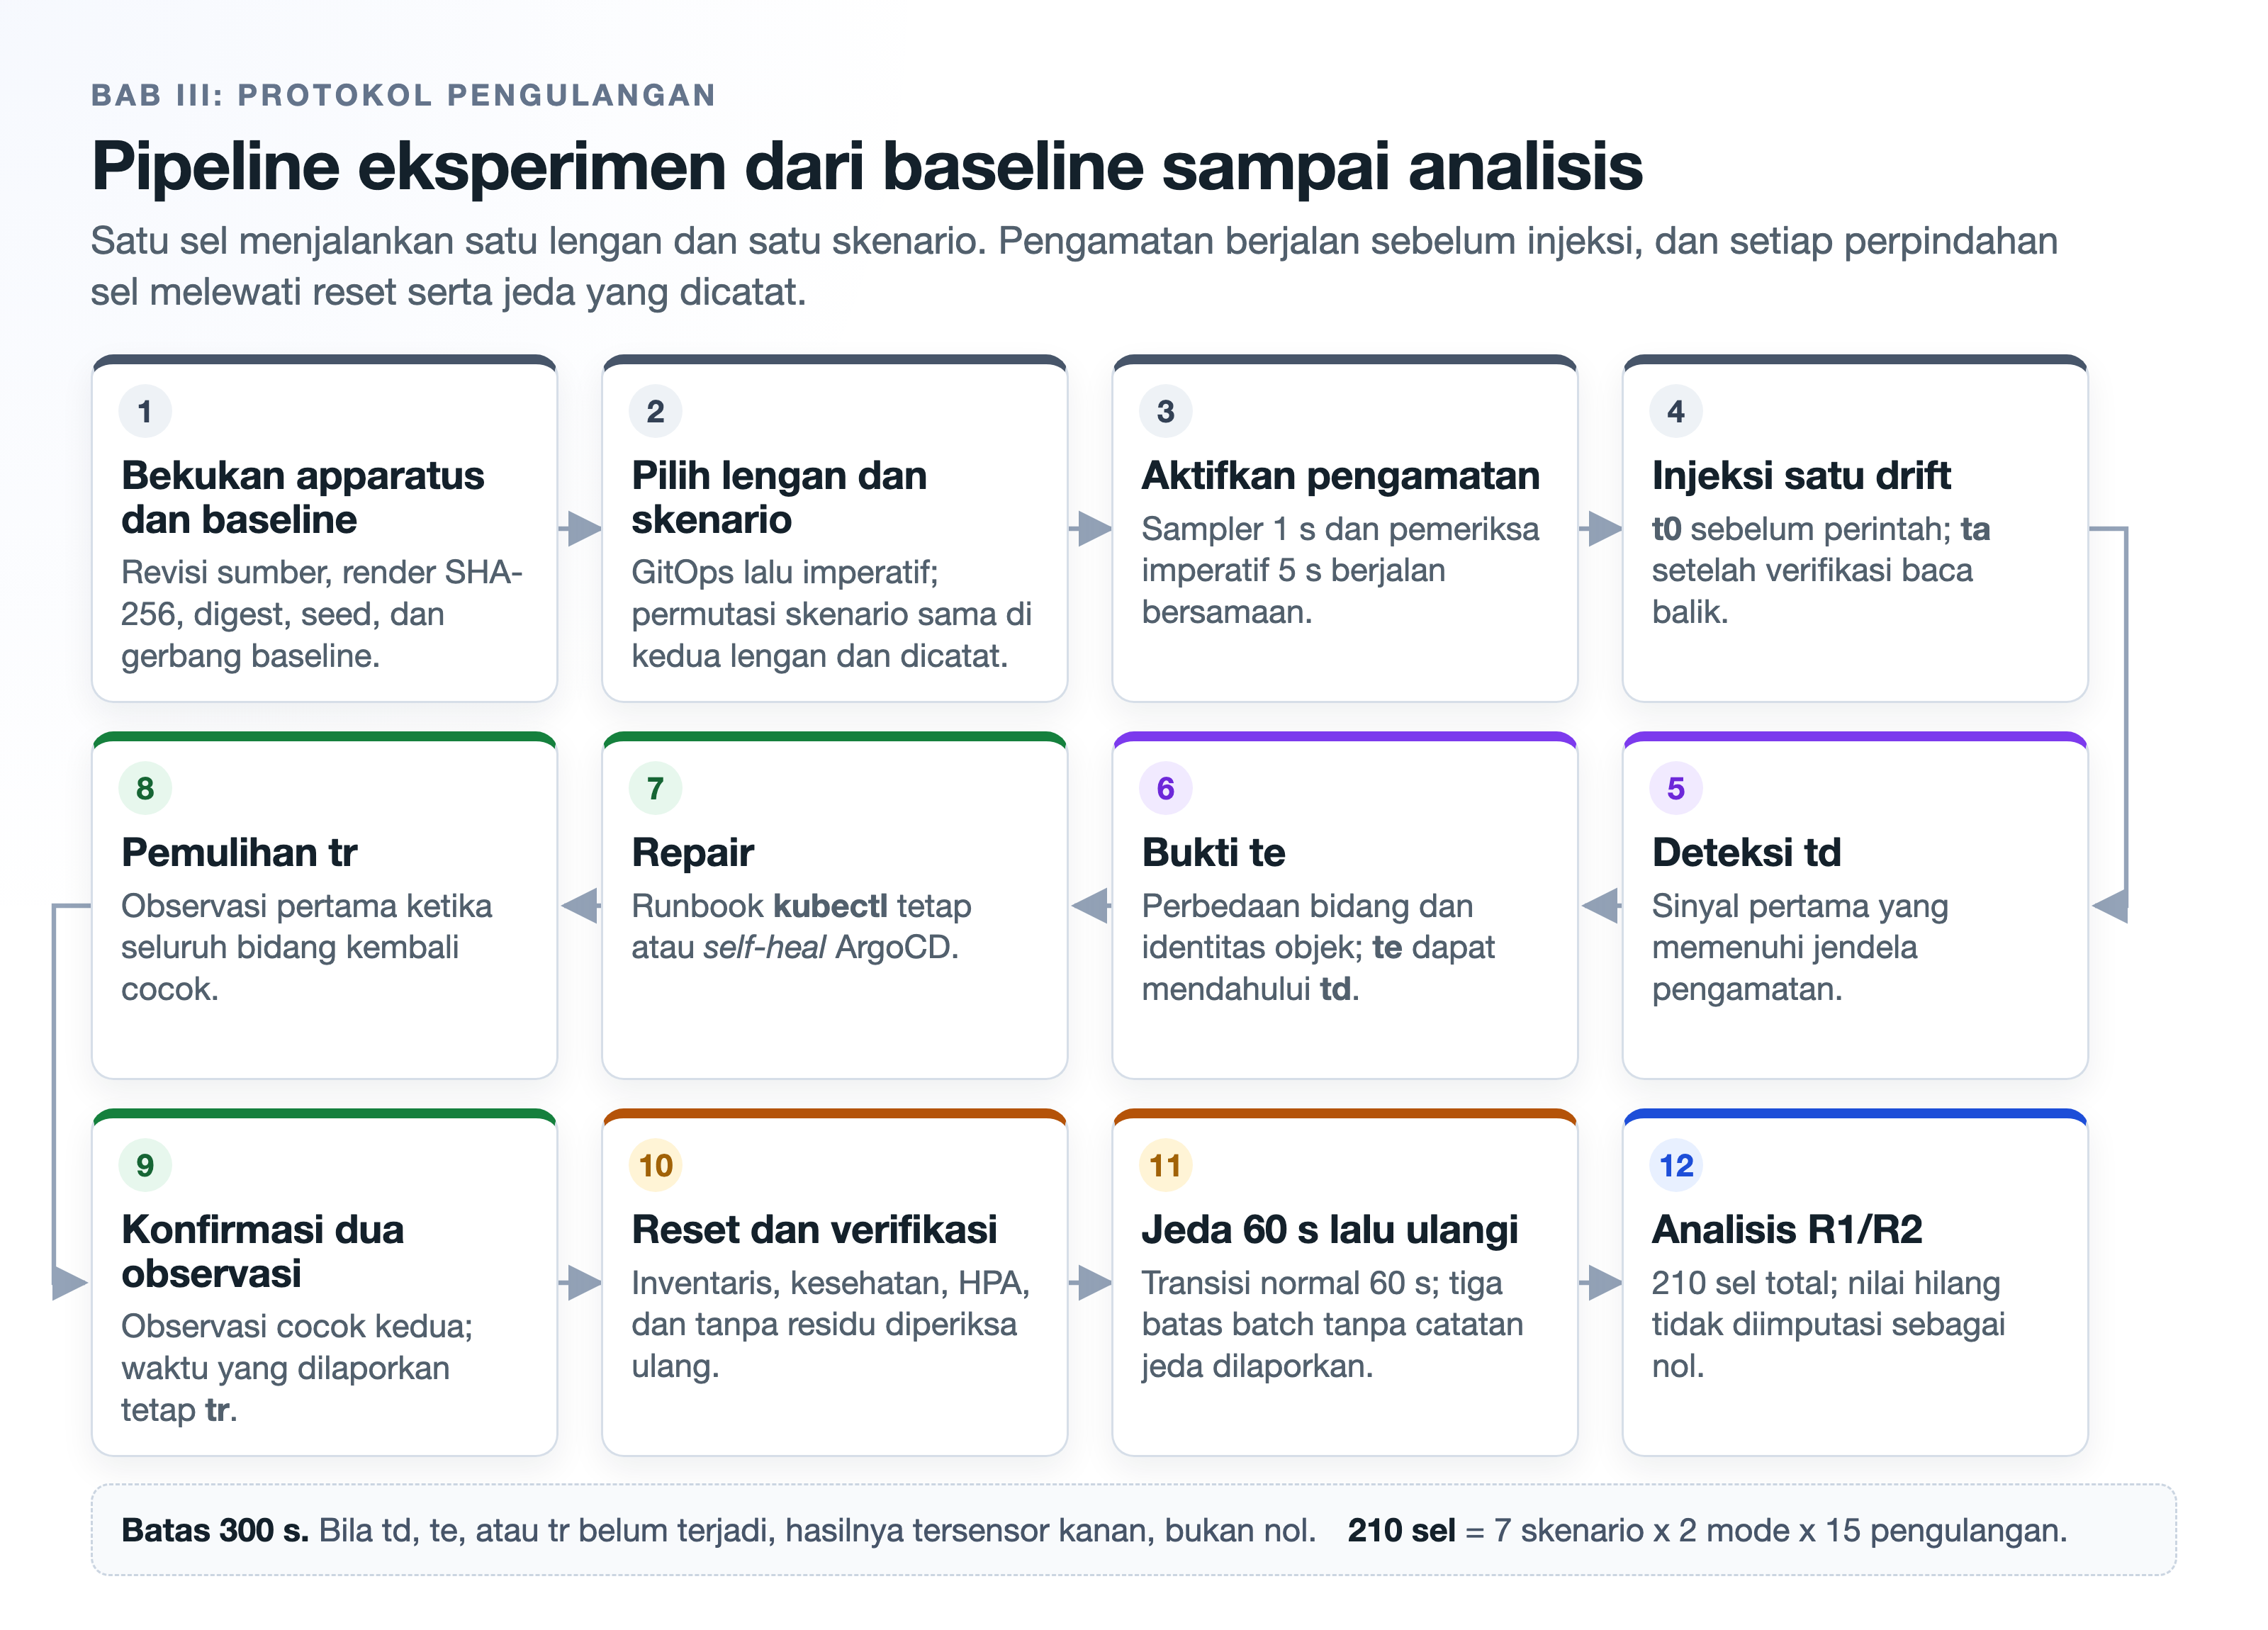 BAB III: PROTOKOL PENGULANGAN
Pipeline eksperimen dari baseline sampai analisis
Satu sel menjalankan satu lengan dan satu skenario. Pengamatan berjalan sebelum injeksi, dan setiap perpindahan
sel melewati reset serta jeda yang dicatat.
1
Bekukan apparatus
dan baseline
Revisi sumber, render SHA-
256, digest, seed, dan
gerbang baseline.
2
Pilih lengan dan
skenario
GitOps lalu imperatif;
permutasi skenario sama di
kedua lengan dan dicatat.
3
Aktifkan pengamatan
Sampler 1 s dan pemeriksa
imperatif 5 s berjalan
bersamaan.
4
Injeksi satu drift
t0 sebelum perintah; ta
setelah verifikasi baca
balik.
5
Deteksi td
Sinyal pertama yang
memenuhi jendela
pengamatan.
6
Bukti te
Perbedaan bidang dan
identitas objek; te dapat
mendahului td.
7
Repair
Runbook kubectl tetap
atau self-heal ArgoCD.
8
Pemulihan tr
Observasi pertama ketika
seluruh bidang kembali
cocok.
9
Konfirmasi dua
observasi
Observasi cocok kedua;
waktu yang dilaporkan
tetap tr.
10
Reset dan verifikasi
Inventaris, kesehatan, HPA,
dan tanpa residu diperiksa
ulang.
11
Jeda 60 s lalu ulangi
Transisi normal 60 s; tiga
batas batch tanpa catatan
jeda dilaporkan.
12
Analisis R1/R2
210 sel total; nilai hilang
tidak diimputasi sebagai
nol.
Batas 300 s. Bila td, te, atau tr belum terjadi, hasilnya tersensor kanan, bukan nol. 210 sel = 7 skenario x 2 mode x 15 pengulangan.